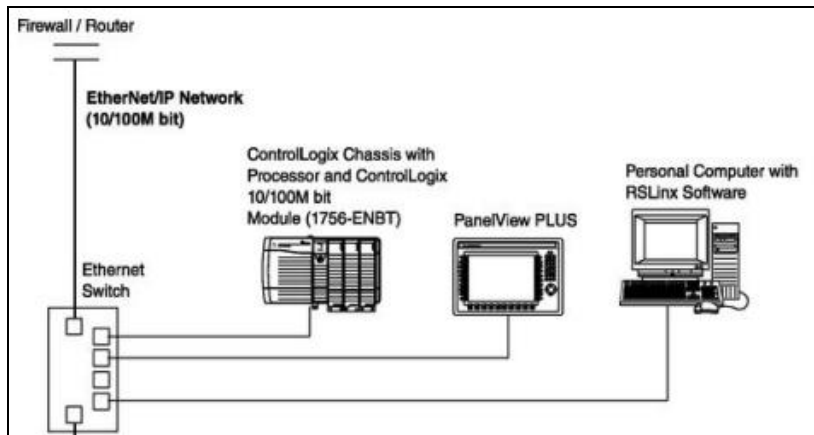 Firewall / Router
EtherNet/IP Network
(10/100M bit)
ControlLogix Chassis with
Processor and ControlLogix
10/100M bit
Module (1756-ENBT)
PanelView PLUS
Personal Computer with
RSLinx Software
Ethernet
Switch